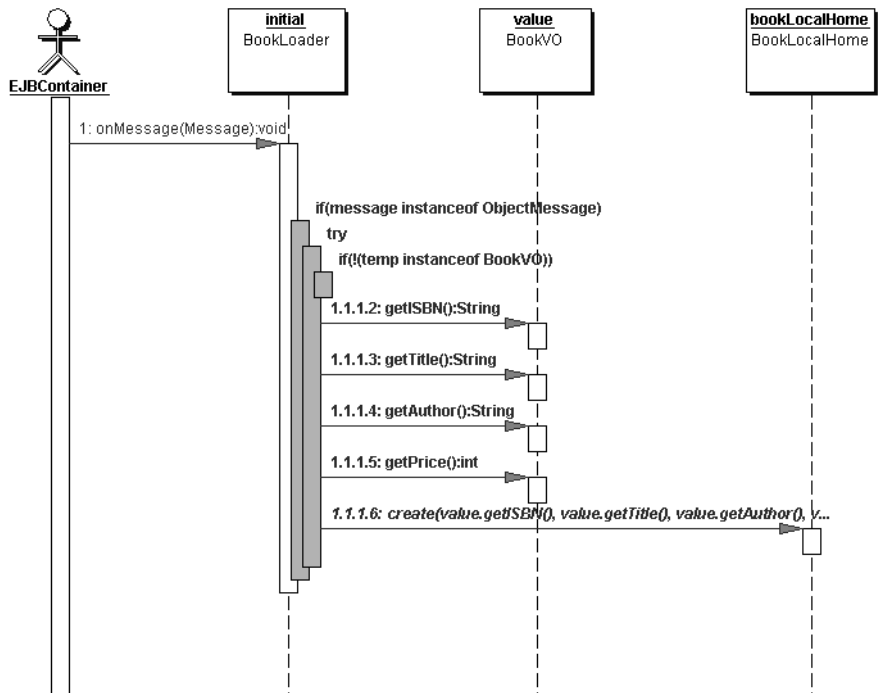 initial
BookLoader
value
BookVO
bookLocalHome
BookLocalHome
EJBContainer
1: onMessage(Message):void
if(message instanceof ObjectMessage)
try
if(!(temp instanceof BookVO))
1.1.1.2: getISBN():String
1.1.1.3: getTitle():String
1.1.1.4: getAuthor():String
1.1.1.5: getPrice():int
1.1.1.6: create(value.getISBN(), value.getTitle(), value.getAuthor(), v...